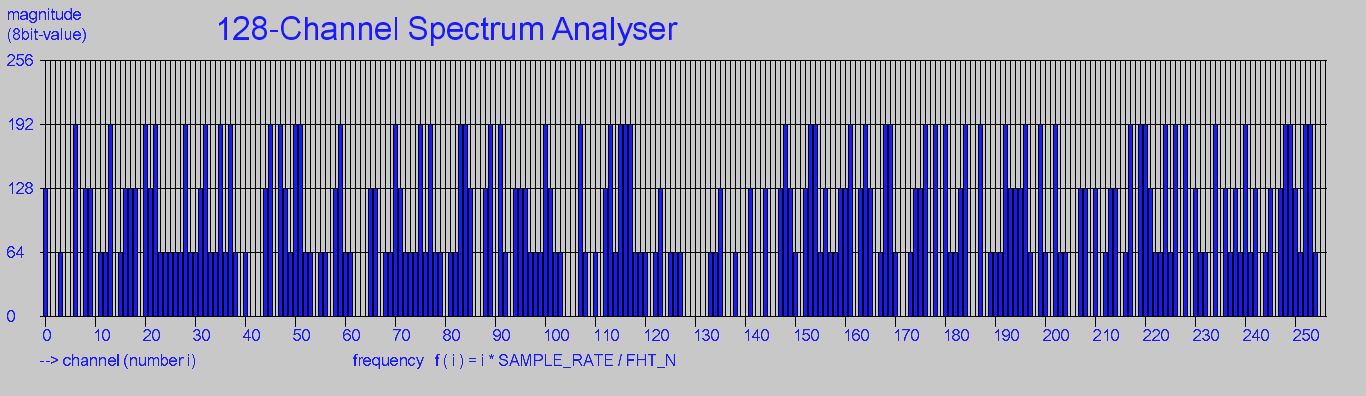 magnitude
(8bit-value)
128-Channel Spectrum Analyser
256
192
128
64
0
0 10 20 30 40 50 60 70 80 90 100 110 120 130 140 150 160 170 180 190 200 210 220 230 240 250
--> channel (number i)
frequency f ( i ) = i * SAMPLE_RATE / FHT_N